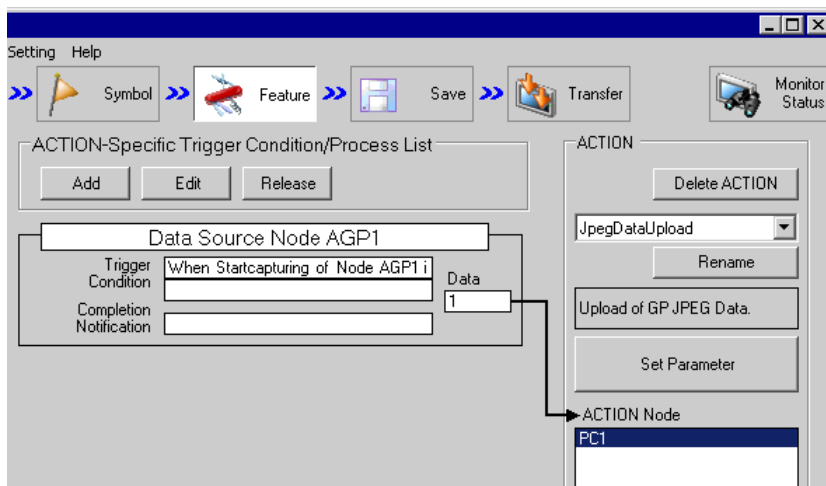 Setting Help
Symbol
Feature
Save
Transfer
Monitor
Status
ACTION-Specific Trigger Condition/Process List
Add Edit Release
Data Source Node AGP1
Trigger
Condition
When Startcapturing of Node AGP1 i
Data
1
Completion
Notification
ACTION
Delete ACTION
JpegDataUpload
Rename
Upload of GP JPEG Data.
Set Parameter
ACTION Node
PC1